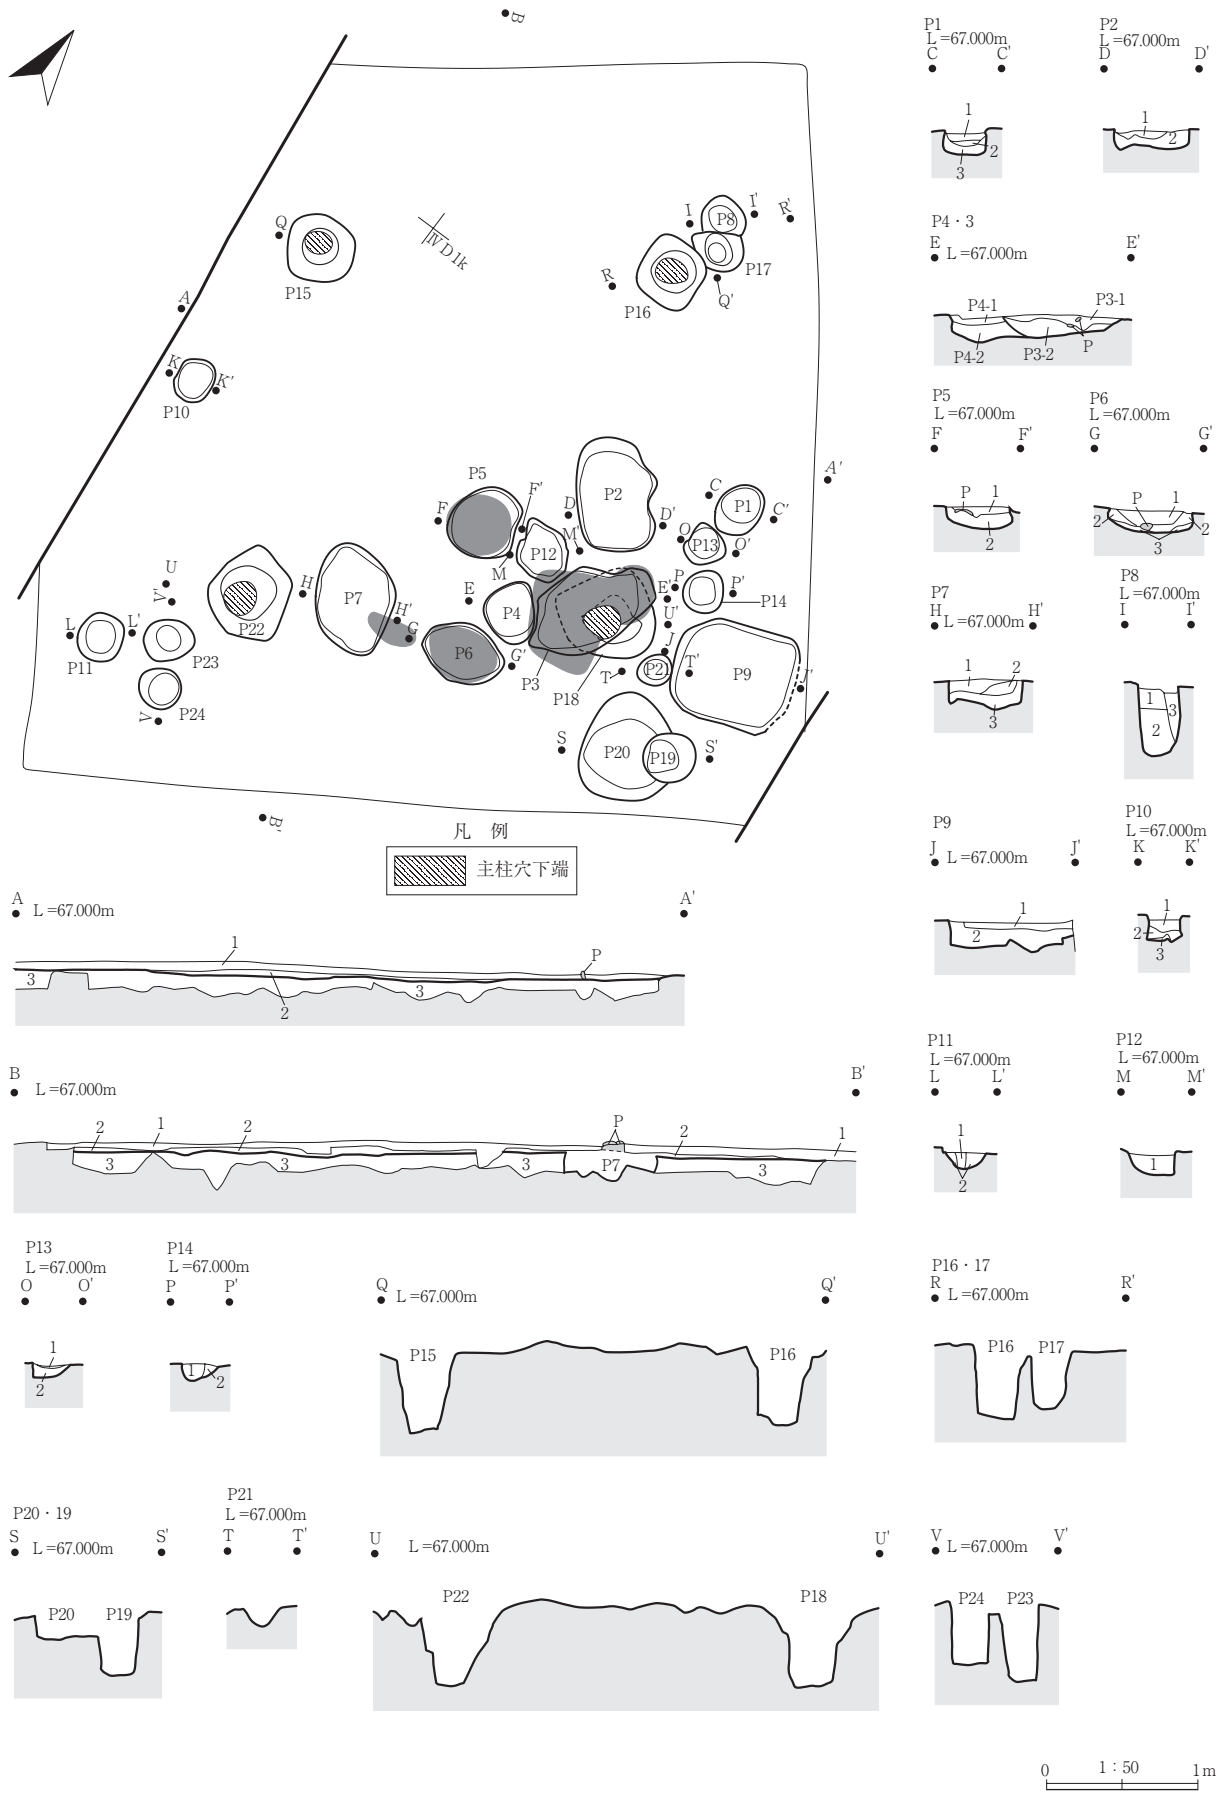 B
A
A'
B'
Q
P15
ⅣD1k
I
P8
I'
R'
R
P16
P17
Q'
K
K'
P10
P5
F
F'
D
P2
D'
C
P1
C'
M'
P12
M
O
P13
O'
U
V'
L
L'
P11
P22
P23
V
P24
H
P7
H'
G
E
P4
P6
G'
P3
P18
E'
U'
P
P'
P14
J
P21
T
T'
P9
J'
S
P20
P19
S'
凡 例
主柱穴下端
P1
L=67.000m
C C'
1
2
3
P2
L=67.000m
D D'
1
2
P4・3
E L=67.000m E'
P4-1 P3-1
P4-2 P3-2 P
P5
L=67.000m
F F'
P 1
2
P6
L=67.000m
G G'
P 1
2 2
3
P7
L=67.000m
H H'
1 2
3
P8
L=67.000m
I I'
1
3
2
P9
J L=67.000m J'
1
2
P10
L=67.000m
K K'
1
2
3
A L=67.000m A'
1 P
3 3
2
B L=67.000m B'
2 1 2 P 2 1
3 3 3 P7 3
P11
L=67.000m
L L'
1
2
P12
L=67.000m
M M'
1
P13
L=67.000m
O O'
1
2
P14
L=67.000m
P P'
1 2
Q L=67.000m Q'
P15 P16
P16・17
R L=67.000m R'
P16 P17
P20・19
S L=67.000m S'
P20 P19
P21
L=67.000m
T T'
U L=67.000m U'
P22 P18
V L=67.000m V'
P24 P23
0 1:50 1m